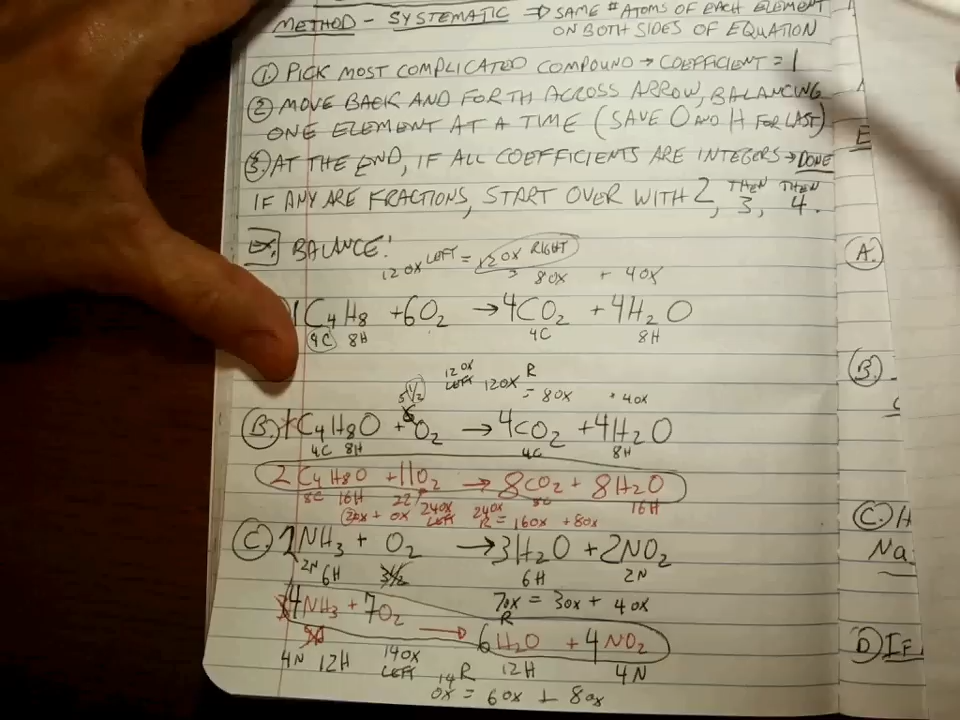 METHOD - SYSTEMATIC ⇒ SAME # ATOMS OF EACH ELEMENT
ON BOTH SIDES OF EQUATION
① PICK MOST COMPLICATED COMPOUND → COEFFICIENT = 1
② MOVE BACK AND FORTH ACROSS ARROW, BALANCING
ONE ELEMENT AT A TIME (SAVE O AND H FOR LAST)
③ AT THE END, IF ALL COEFFICIENTS ARE INTEGERS → DONE
IF ANY ARE FRACTIONS, START OVER WITH 2, THEN 3, THEN 4.
EX. BALANCE!
12 OX LEFT = 12 OX RIGHT
8 OX + 4 OX
1C4H8 + 6O2 → 4CO2 + 4H2O
4C 8H 4C 8H
12 OX LEFT 12 OX R = 8 OX + 4 OX
5 1/2
B. 1C4H8O + O2 → 4CO2 + 4H2O
4C 8H 4C 8H
2C4H8O + 11O2 → 8CO2 + 8H2O
8C 16H 22 8C 16H
2 OX + OX 24 OX LEFT 24 OX R = 16 OX + 8 OX
C. 2NH3 + O2 → 3H2O + 2NO2
2N 6H 3 1/2 6H 2N
7 OX R = 3 OX + 4 OX
4NH3 + 7O2 → 6H2O + 4NO2
4N 12H 14 OX LEFT 12H 4N
14 OX R = 6 OX + 8 OX
A.
B.
C. H
Na
D) IF